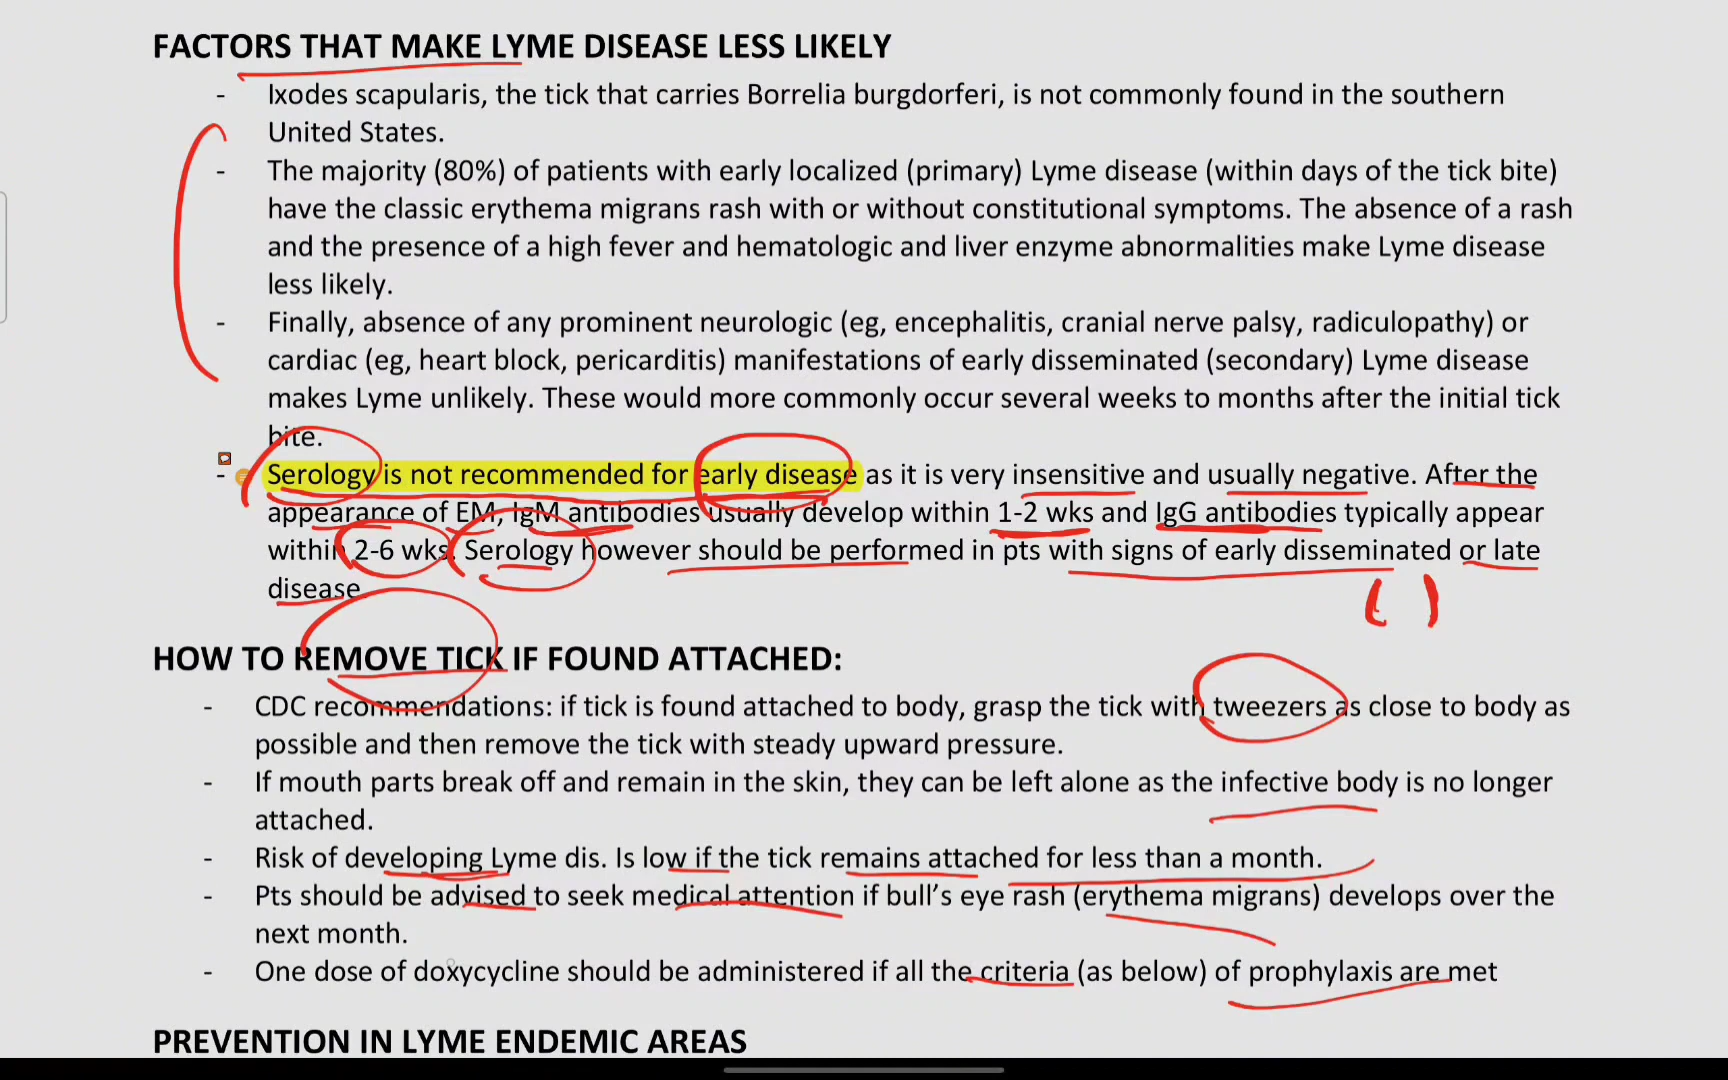 FACTORS THAT MAKE LYME DISEASE LESS LIKELY
- Ixodes scapularis, the tick that carries Borrelia burgdorferi, is not commonly found in the southern
United States.
- The majority (80%) of patients with early localized (primary) Lyme disease (within days of the tick bite)
have the classic erythema migrans rash with or without constitutional symptoms. The absence of a rash
and the presence of a high fever and hematologic and liver enzyme abnormalities make Lyme disease
less likely.
- Finally, absence of any prominent neurologic (eg, encephalitis, cranial nerve palsy, radiculopathy) or
cardiac (eg, heart block, pericarditis) manifestations of early disseminated (secondary) Lyme disease
makes Lyme unlikely. These would more commonly occur several weeks to months after the initial tick
bite.
- Serology is not recommended for early disease as it is very insensitive and usually negative. After the
appearance of EM, IgM antibodies usually develop within 1-2 wks and IgG antibodies typically appear
within 2-6 wks. Serology however should be performed in pts with signs of early disseminated or late
disease.
HOW TO REMOVE TICK IF FOUND ATTACHED:
- CDC recommendations: if tick is found attached to body, grasp the tick with tweezers as close to body as
possible and then remove the tick with steady upward pressure.
- If mouth parts break off and remain in the skin, they can be left alone as the infective body is no longer
attached.
- Risk of developing Lyme dis. Is low if the tick remains attached for less than a month.
- Pts should be advised to seek medical attention if bull’s eye rash (erythema migrans) develops over the
next month.
- One dose of doxycycline should be administered if all the criteria (as below) of prophylaxis are met
PREVENTION IN LYME ENDEMIC AREAS